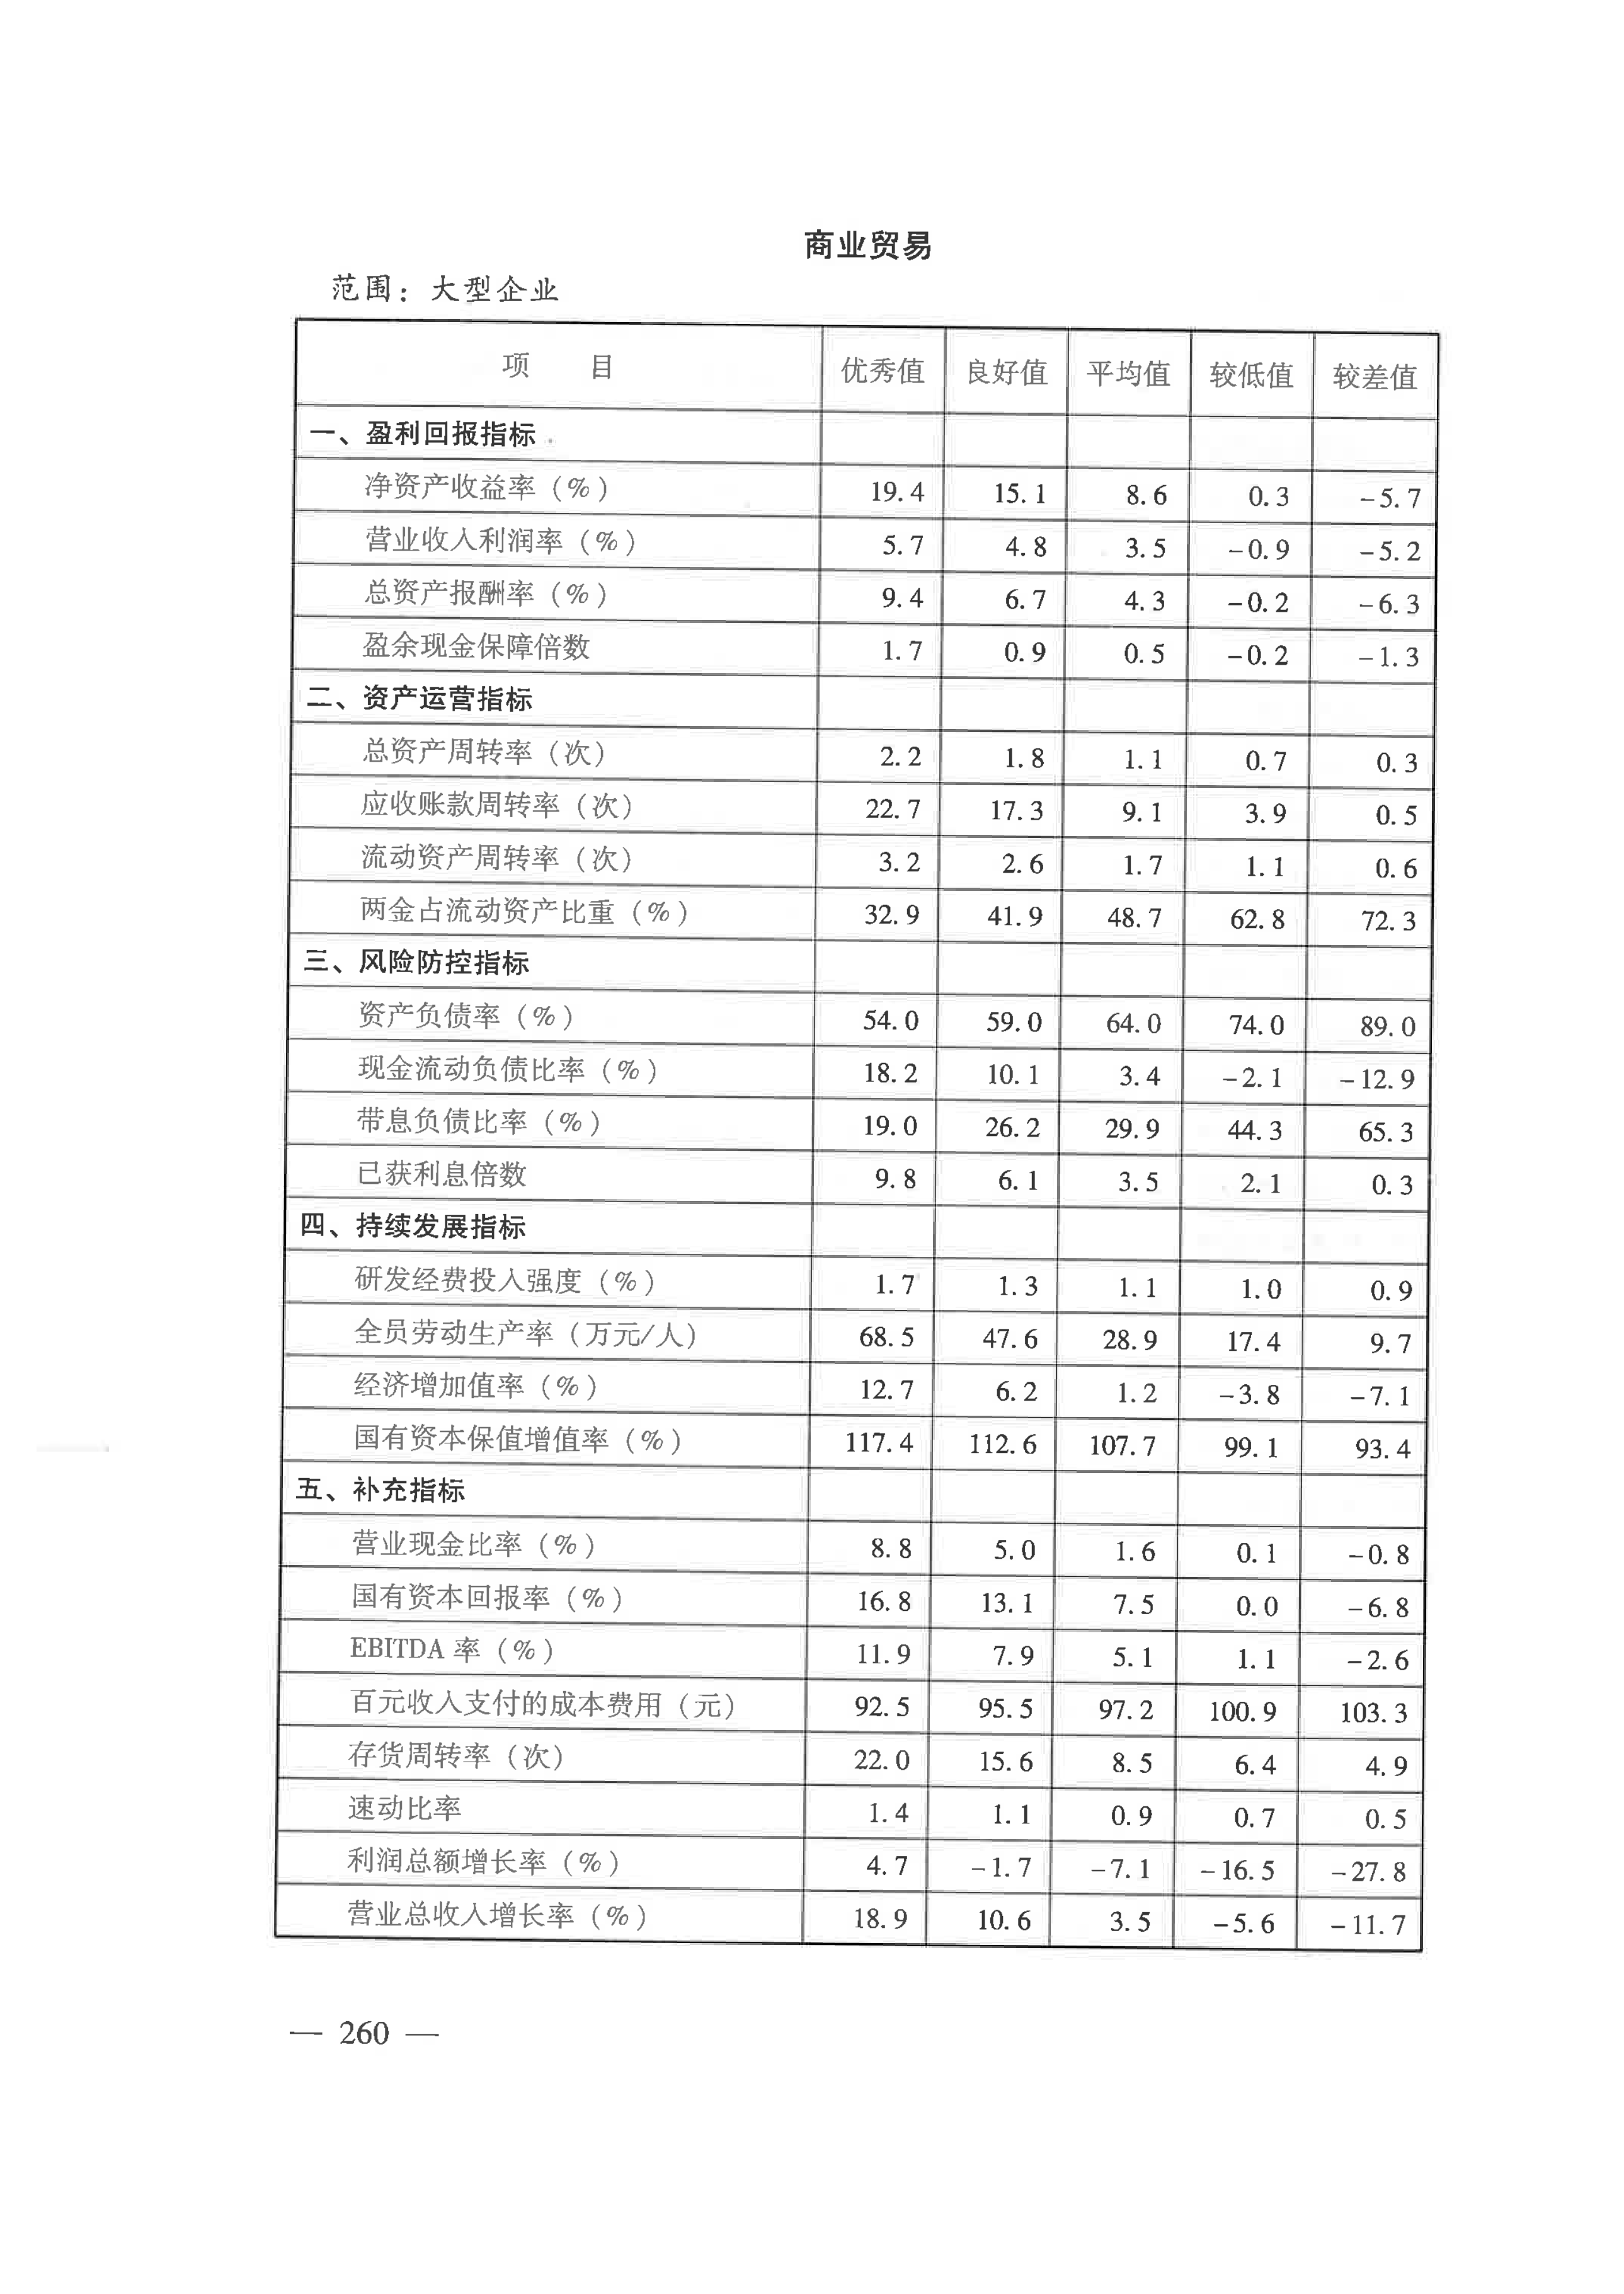 商业贸易
范围：大型企业
项 目 优秀值 良好值 平均值 较低值 较差值
一、盈利回报指标
净资产收益率（%） 19.4 15.1 8.6 0.3 -5.7
营业收入利润率（%） 5.7 4.8 3.5 -0.9 -5.2
总资产报酬率（%） 9.4 6.7 4.3 -0.2 -6.3
盈余现金保障倍数 1.7 0.9 0.5 -0.2 -1.3
二、资产运营指标
总资产周转率（次） 2.2 1.8 1.1 0.7 0.3
应收账款周转率（次） 22.7 17.3 9.1 3.9 0.5
流动资产周转率（次） 3.2 2.6 1.7 1.1 0.6
两金占流动资产比重（%） 32.9 41.9 48.7 62.8 72.3
三、风险防控指标
资产负债率（%） 54.0 59.0 64.0 74.0 89.0
现金流动负债比率（%） 18.2 10.1 3.4 -2.1 -12.9
带息负债比率（%） 19.0 26.2 29.9 44.3 65.3
已获利息倍数 9.8 6.1 3.5 2.1 0.3
四、持续发展指标
研发经费投入强度（%） 1.7 1.3 1.1 1.0 0.9
全员劳动生产率（万元/人） 68.5 47.6 28.9 17.4 9.7
经济增加值率（%） 12.7 6.2 1.2 -3.8 -7.1
国有资本保值增值率（%） 117.4 112.6 107.7 99.1 93.4
五、补充指标
营业现金比率（%） 8.8 5.0 1.6 0.1 -0.8
国有资本回报率（%） 16.8 13.1 7.5 0.0 -6.8
EBITDA 率（%） 11.9 7.9 5.1 1.1 -2.6
百元收入支付的成本费用（元） 92.5 95.5 97.2 100.9 103.3
存货周转率（次） 22.0 15.6 8.5 6.4 4.9
速动比率 1.4 1.1 0.9 0.7 0.5
利润总额增长率（%） 4.7 -1.7 -7.1 -16.5 -27.8
营业总收入增长率（%） 18.9 10.6 3.5 -5.6 -11.7
— 260 —